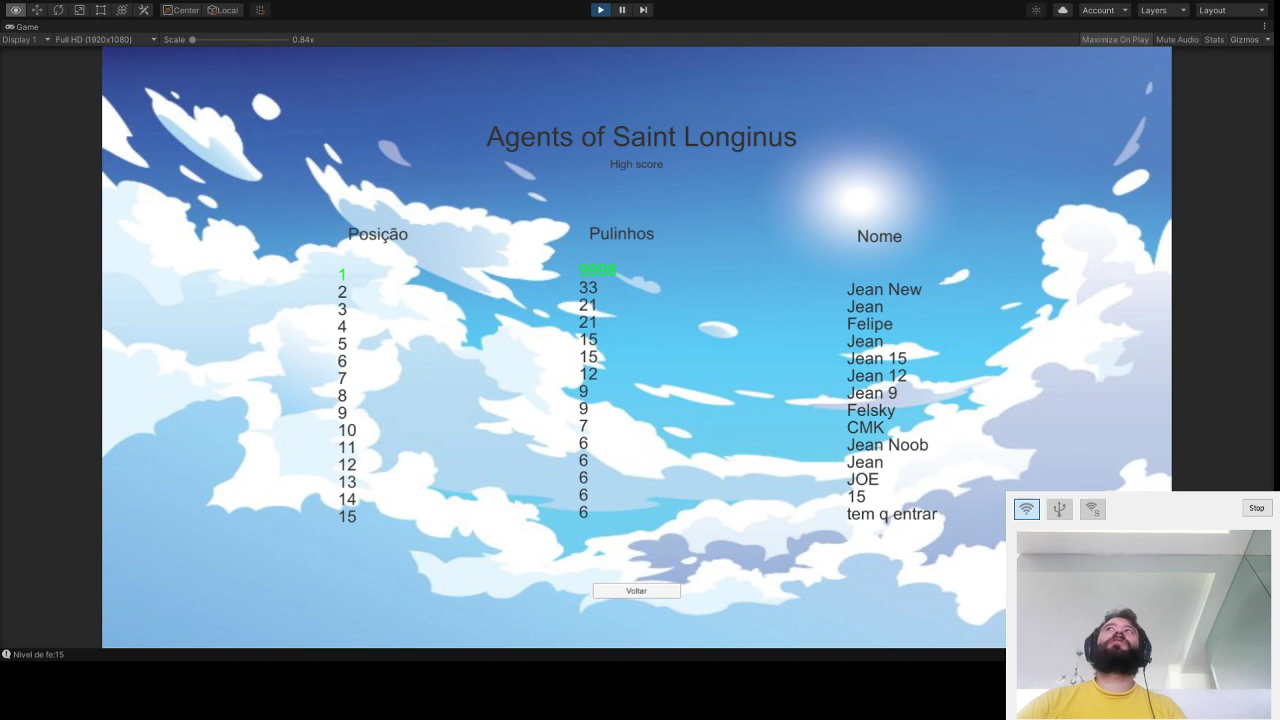 Center Local Account Layers Layout
Game
Display 1 Full HD (1920x1080) Scale 0.84x Maximize On Play Mute Audio Stats Gizmos
Agents of Saint Longinus
High score
Posição Pulinhos Nome
1 9998
2 33 Jean New
3 21 Jean
4 21 Felipe
5 15 Jean
6 15 Jean 15
7 12 Jean 12
8 9 Jean 9
9 9 Felsky
10 7 CMK
11 6 Jean Noob
12 6 Jean
13 6 JOE
14 6 15
15 6 tem q entrar
S Stop
Voltar
Nivel de fe:15